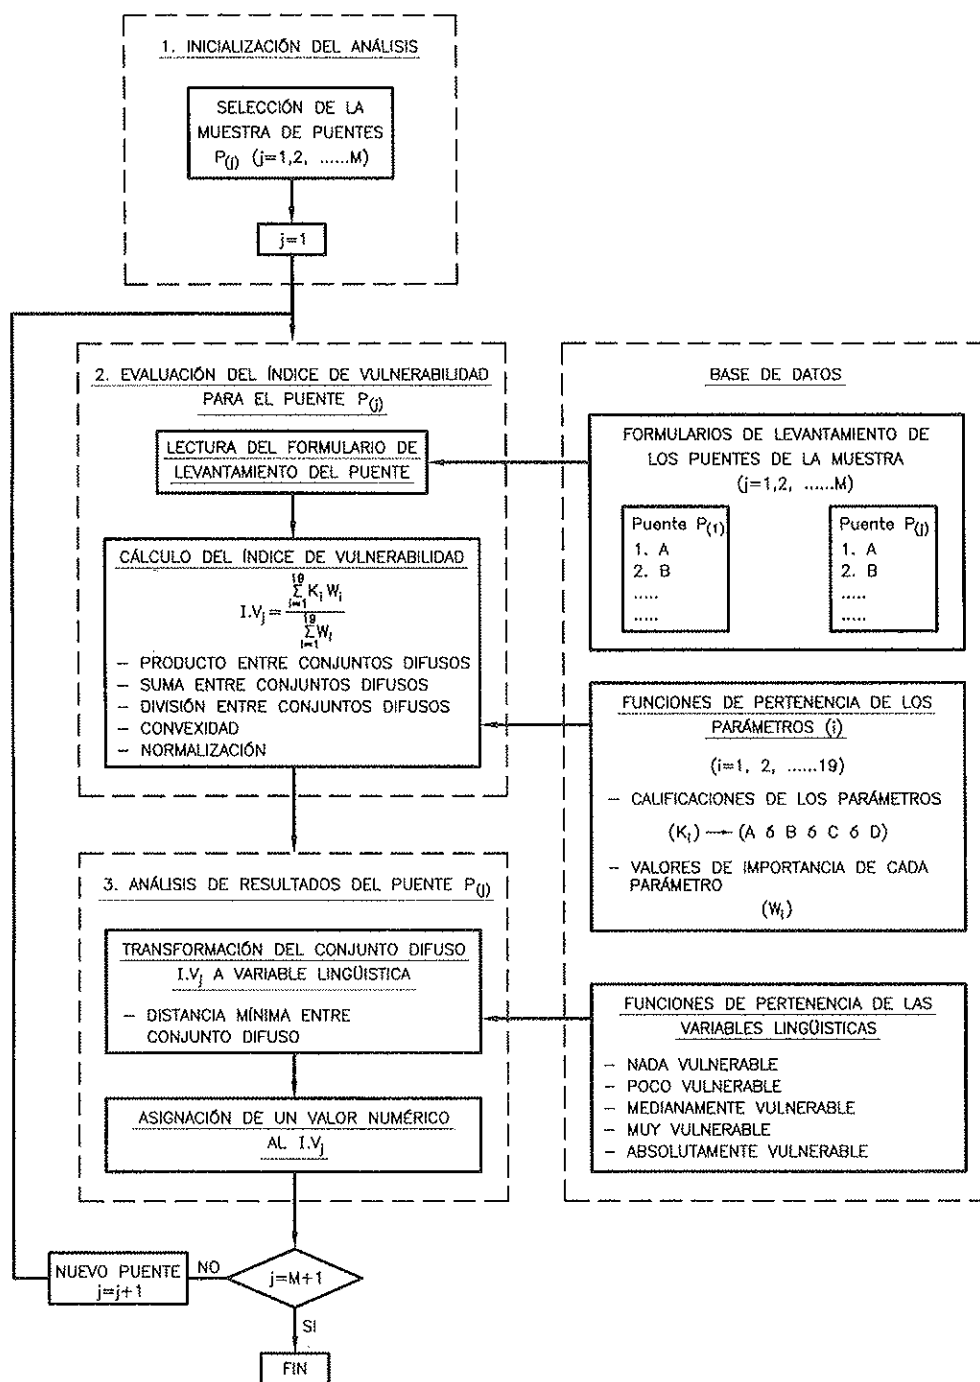 1. INICIALIZACIÓN DEL ANÁLISIS
SELECCIÓN DE LA
MUESTRA DE PUENTES
P(j) (j=1,2, ......M)
j=1
2. EVALUACIÓN DEL ÍNDICE DE VULNERABILIDAD
PARA EL PUENTE P(j)
LECTURA DEL FORMULARIO DE
LEVANTAMIENTO DEL PUENTE
CÁLCULO DEL ÍNDICE DE VULNERABILIDAD
I.Vj = Σ(i=1, 19) Ki Wi / Σ(i=1, 19) Wi
– PRODUCTO ENTRE CONJUNTOS DIFUSOS
– SUMA ENTRE CONJUNTOS DIFUSOS
– DIVISIÓN ENTRE CONJUNTOS DIFUSOS
– CONVEXIDAD
– NORMALIZACIÓN
3. ANÁLISIS DE RESULTADOS DEL PUENTE P(j)
TRANSFORMACIÓN DEL CONJUNTO DIFUSO
I.Vj A VARIABLE LINGÜISTICA
– DISTANCIA MÍNIMA ENTRE
CONJUNTO DIFUSO
ASIGNACIÓN DE UN VALOR NUMÉRICO
AL I.Vj
j=M+1
NO
NUEVO PUENTE
j=j+1
SI
FIN
BASE DE DATOS
FORMULARIOS DE LEVANTAMIENTO DE
LOS PUENTES DE LA MUESTRA
(j=1,2, ......M)
Puente P(1)
1. A
2. B
.....
.....
Puente P(j)
1. A
2. B
.....
.....
FUNCIONES DE PERTENENCIA DE LOS
PARÁMETROS (i)
(i=1, 2, ......19)
– CALIFICACIONES DE LOS PARÁMETROS
(Ki) → (A ó B ó C ó D)
– VALORES DE IMPORTANCIA DE CADA
PARÁMETRO
(Wi)
FUNCIONES DE PERTENENCIA DE LAS
VARIABLES LINGÜISTICAS
– NADA VULNERABLE
– POCO VULNERABLE
– MEDIANAMENTE VULNERABLE
– MUY VULNERABLE
– ABSOLUTAMENTE VULNERABLE